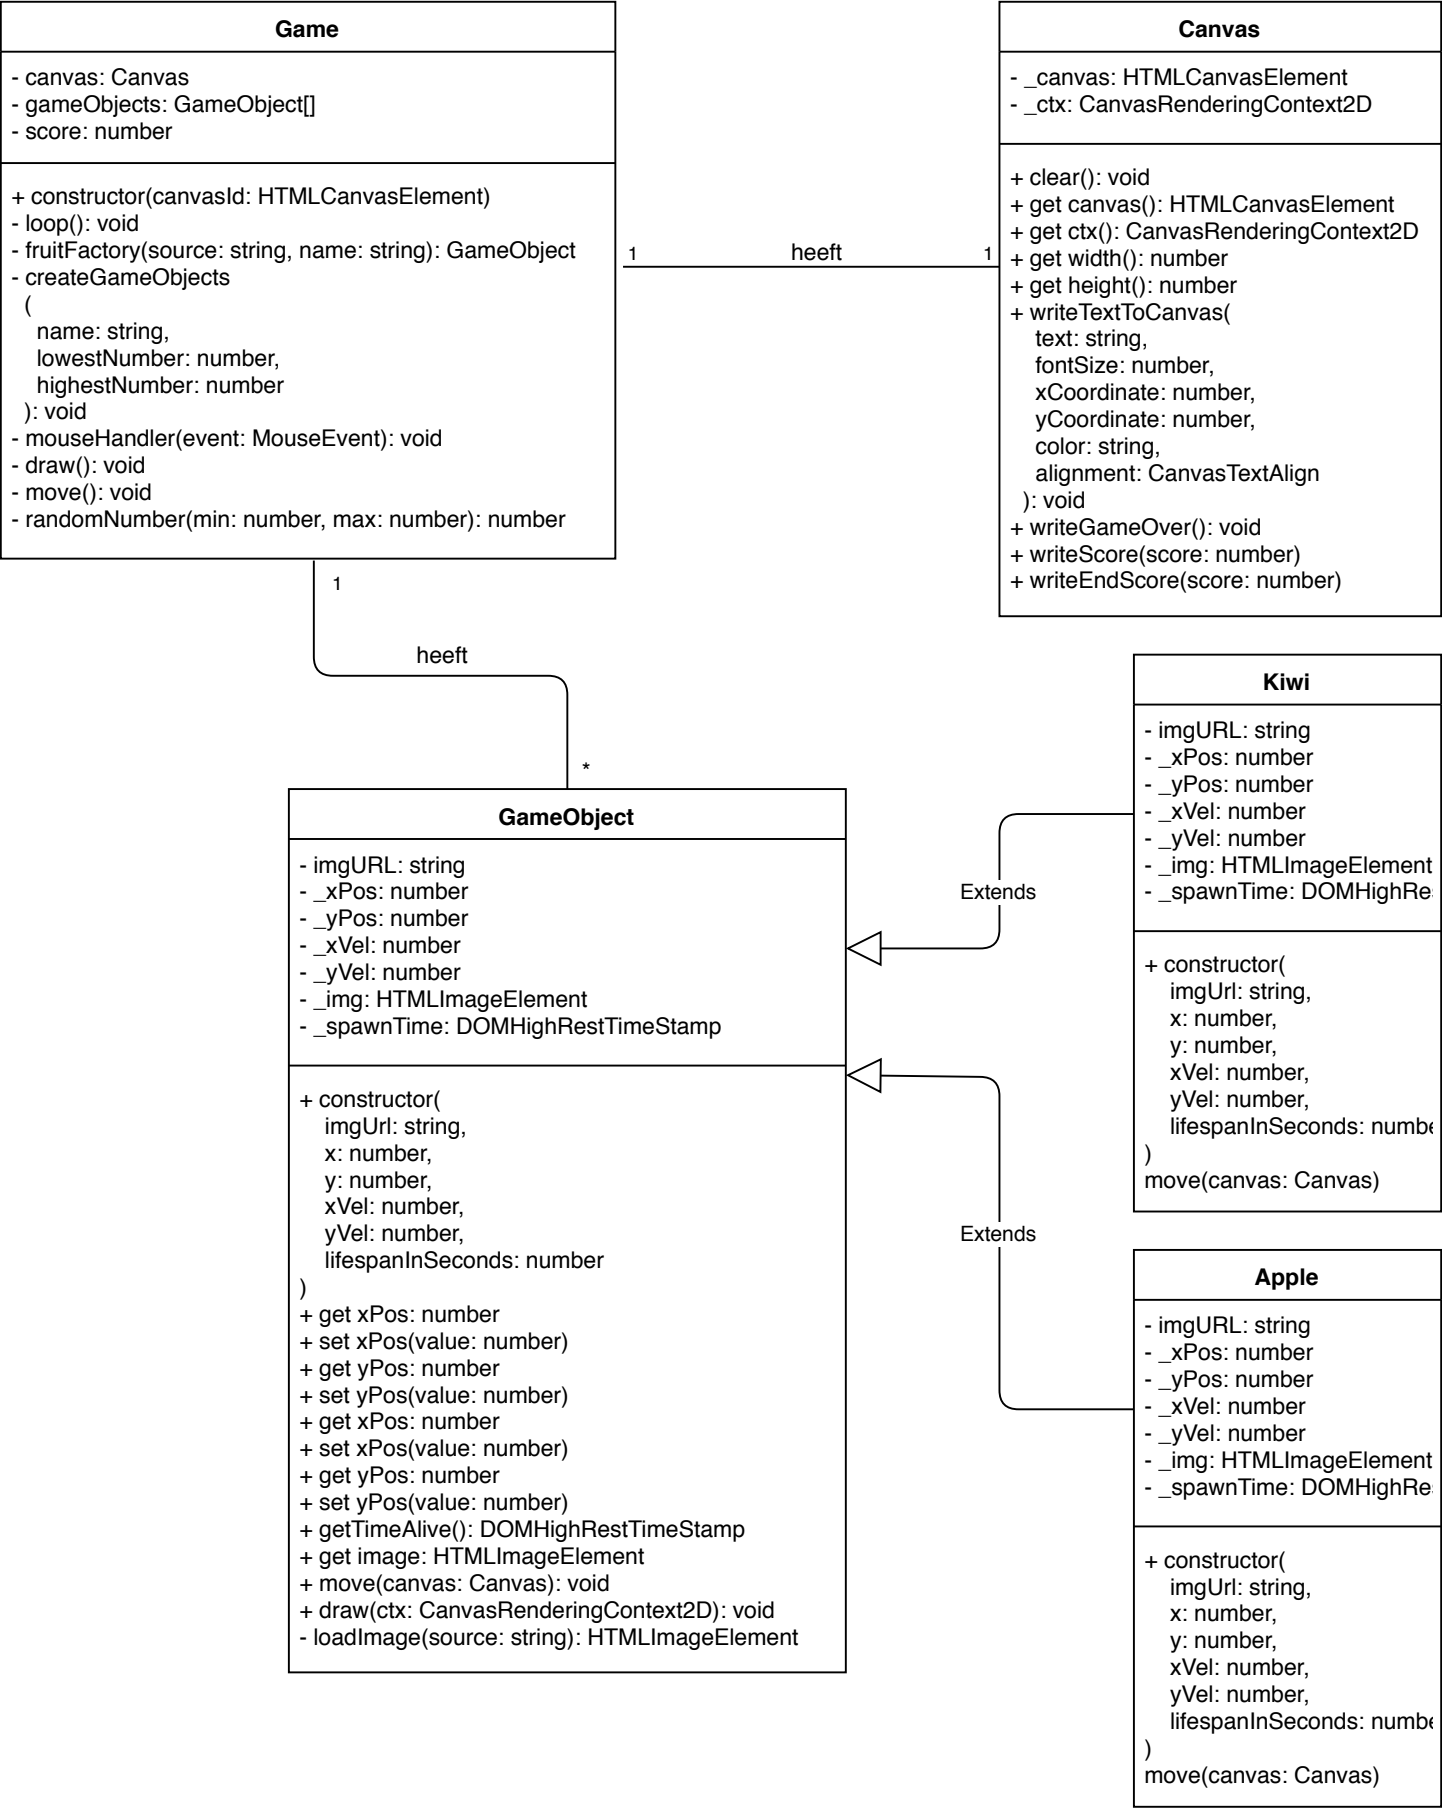 Game
- canvas: Canvas
- gameObjects: GameObject[]
- score: number
+ constructor(canvasId: HTMLCanvasElement)
- loop(): void
- fruitFactory(source: string, name: string): GameObject
- createGameObjects
(
name: string,
lowestNumber: number,
highestNumber: number
): void
- mouseHandler(event: MouseEvent): void
- draw(): void
- move(): void
- randomNumber(min: number, max: number): number
1
heeft
1
Canvas
- _canvas: HTMLCanvasElement
- _ctx: CanvasRenderingContext2D
+ clear(): void
+ get canvas(): HTMLCanvasElement
+ get ctx(): CanvasRenderingContext2D
+ get width(): number
+ get height(): number
+ writeTextToCanvas(
text: string,
fontSize: number,
xCoordinate: number,
yCoordinate: number,
color: string,
alignment: CanvasTextAlign
): void
+ writeGameOver(): void
+ writeScore(score: number)
+ writeEndScore(score: number)
1
heeft
*
GameObject
- imgURL: string
- _xPos: number
- _yPos: number
- _xVel: number
- _yVel: number
- _img: HTMLImageElement
- _spawnTime: DOMHighRestTimeStamp
+ constructor(
imgUrl: string,
x: number,
y: number,
xVel: number,
yVel: number,
lifespanInSeconds: number
)
+ get xPos: number
+ set xPos(value: number)
+ get yPos: number
+ set yPos(value: number)
+ get xPos: number
+ set xPos(value: number)
+ get yPos: number
+ set yPos(value: number)
+ getTimeAlive(): DOMHighRestTimeStamp
+ get image: HTMLImageElement
+ move(canvas: Canvas): void
+ draw(ctx: CanvasRenderingContext2D): void
- loadImage(source: string): HTMLImageElement
Extends
Extends
Kiwi
- imgURL: string
- _xPos: number
- _yPos: number
- _xVel: number
- _yVel: number
- _img: HTMLImageElement
- _spawnTime: DOMHighRe
+ constructor(
imgUrl: string,
x: number,
y: number,
xVel: number,
yVel: number,
lifespanInSeconds: numb
)
move(canvas: Canvas)
Apple
- imgURL: string
- _xPos: number
- _yPos: number
- _xVel: number
- _yVel: number
- _img: HTMLImageElement
- _spawnTime: DOMHighRe
+ constructor(
imgUrl: string,
x: number,
y: number,
xVel: number,
yVel: number,
lifespanInSeconds: numb
)
move(canvas: Canvas)